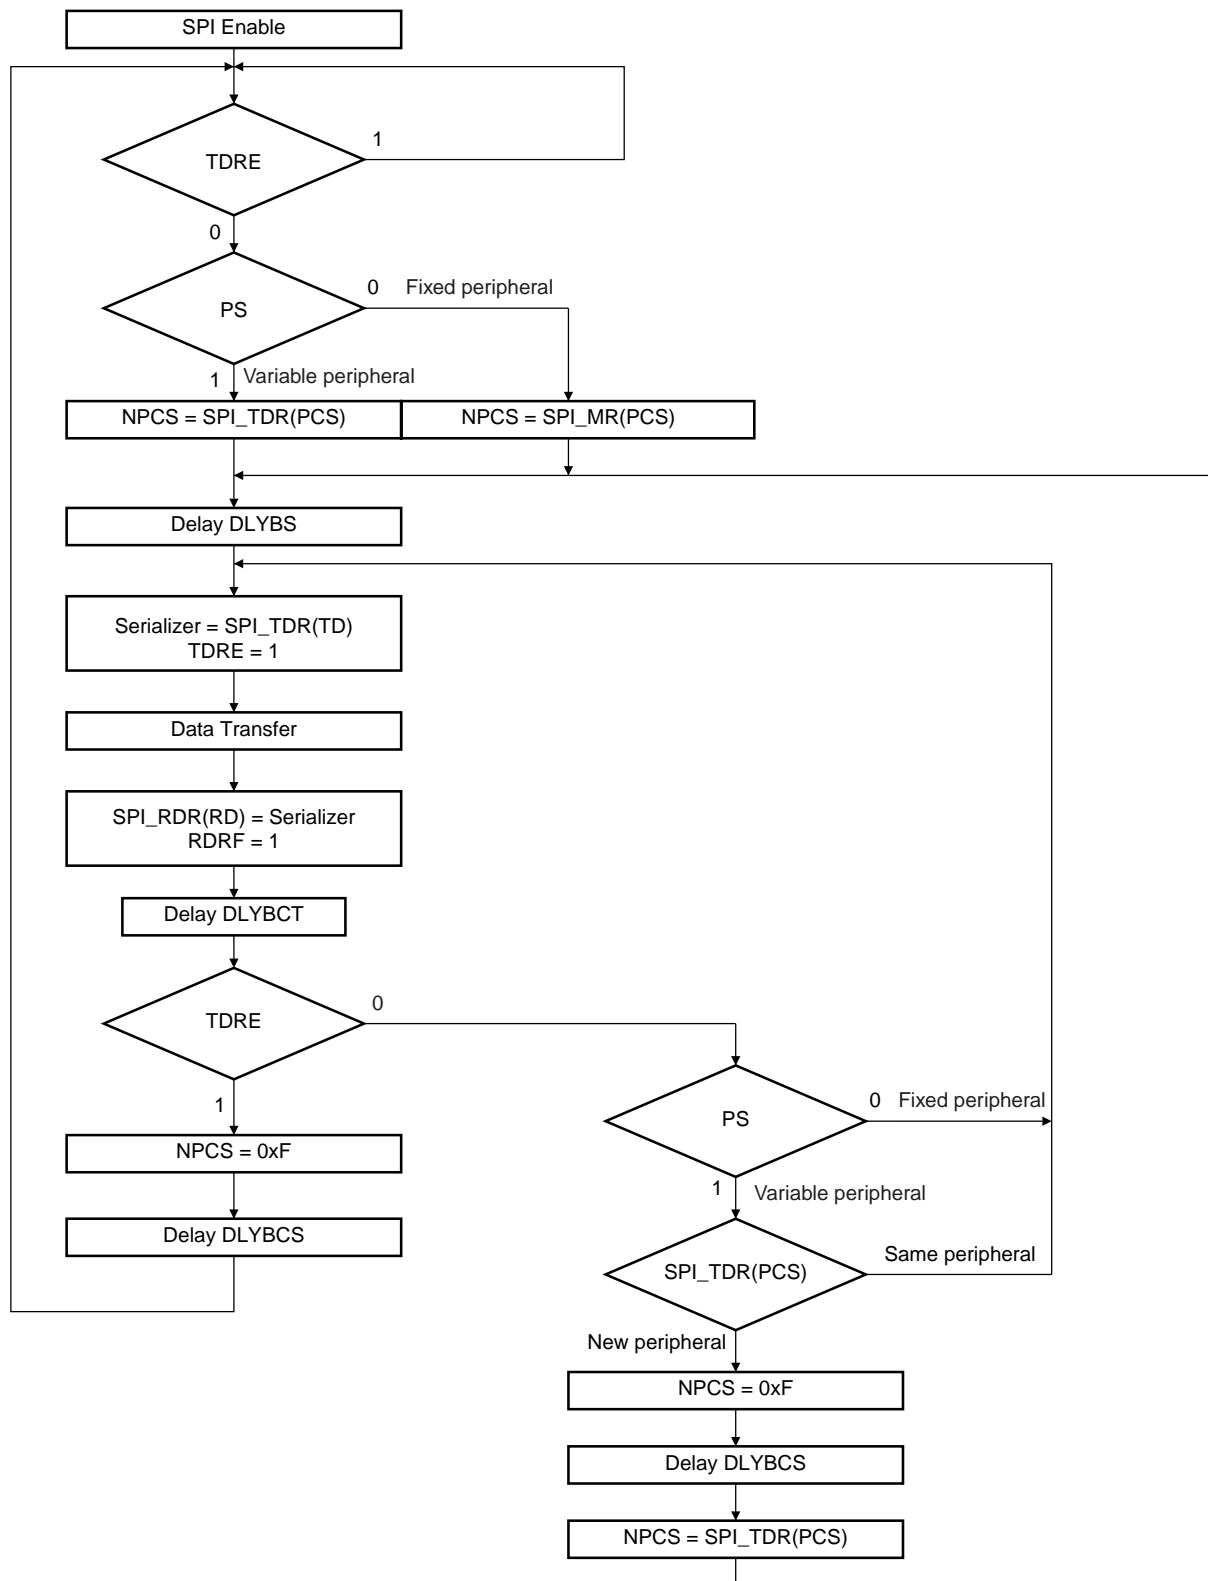 SPI Enable
TDRE
1
0
PS
0 Fixed peripheral
1 Variable peripheral
NPCS = SPI_TDR(PCS)
NPCS = SPI_MR(PCS)
Delay DLYBS
Serializer = SPI_TDR(TD)
TDRE = 1
Data Transfer
SPI_RDR(RD) = Serializer
RDRF = 1
Delay DLYBCT
TDRE
0
1
NPCS = 0xF
Delay DLYBCS
PS
0 Fixed peripheral
1 Variable peripheral
SPI_TDR(PCS)
Same peripheral
New peripheral
NPCS = 0xF
Delay DLYBCS
NPCS = SPI_TDR(PCS)